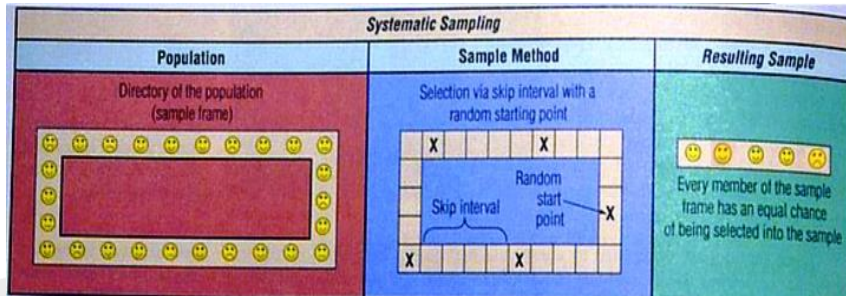 Systematic Sampling
Population
Sample Method
Resulting Sample
Directory of the population
(sample frame)
Selection via skip interval with a
random starting point
X
X
Random
start
point
X
Skip interval
X
X
Every member of the sample
frame has an equal chance
of being selected into the sample